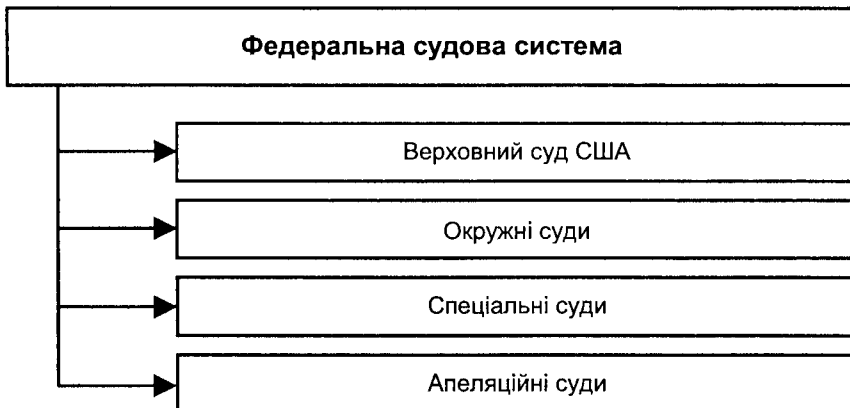 Федеральна судова система
Верховний суд США
Окружні суди
Спеціальні суди
Апеляційні суди